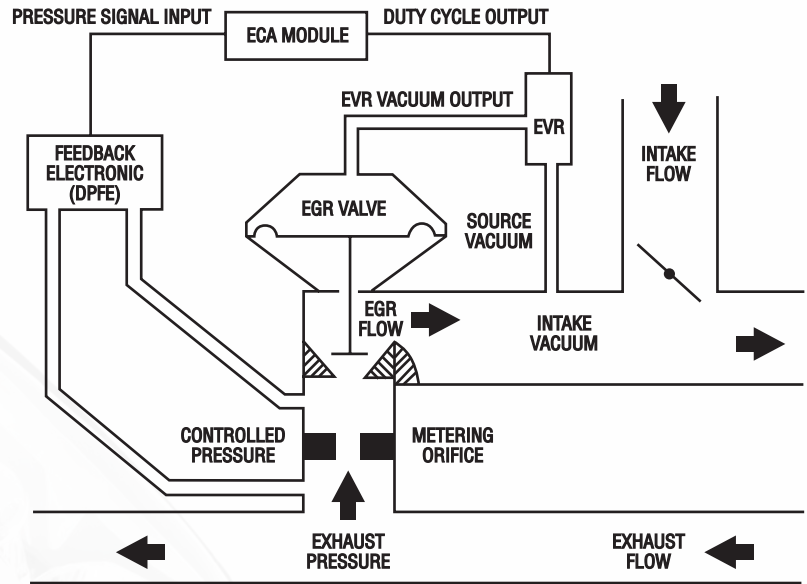 PRESSURE SIGNAL INPUT
ECA MODULE
DUTY CYCLE OUTPUT
EVR VACUUM OUTPUT
EVR
FEEDBACK
ELECTRONIC
(DPFE)
INTAKE
FLOW
EGR VALVE
SOURCE
VACUUM
EGR
FLOW
INTAKE
VACUUM
CONTROLLED
PRESSURE
METERING
ORIFICE
EXHAUST
PRESSURE
EXHAUST
FLOW